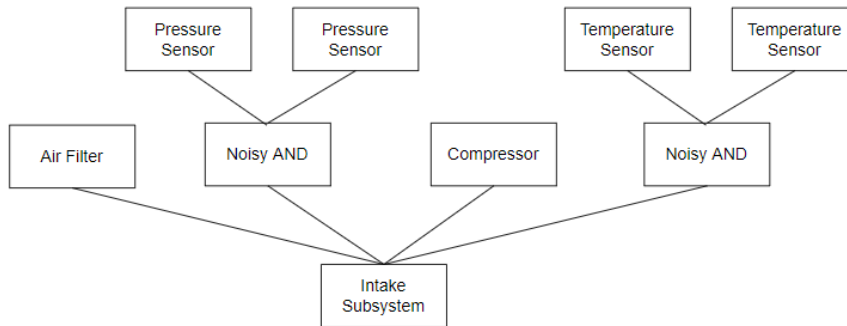 Pressure
Sensor
Pressure
Sensor
Temperature
Sensor
Temperature
Sensor
Air Filter
Noisy AND
Compressor
Noisy AND
Intake
Subsystem